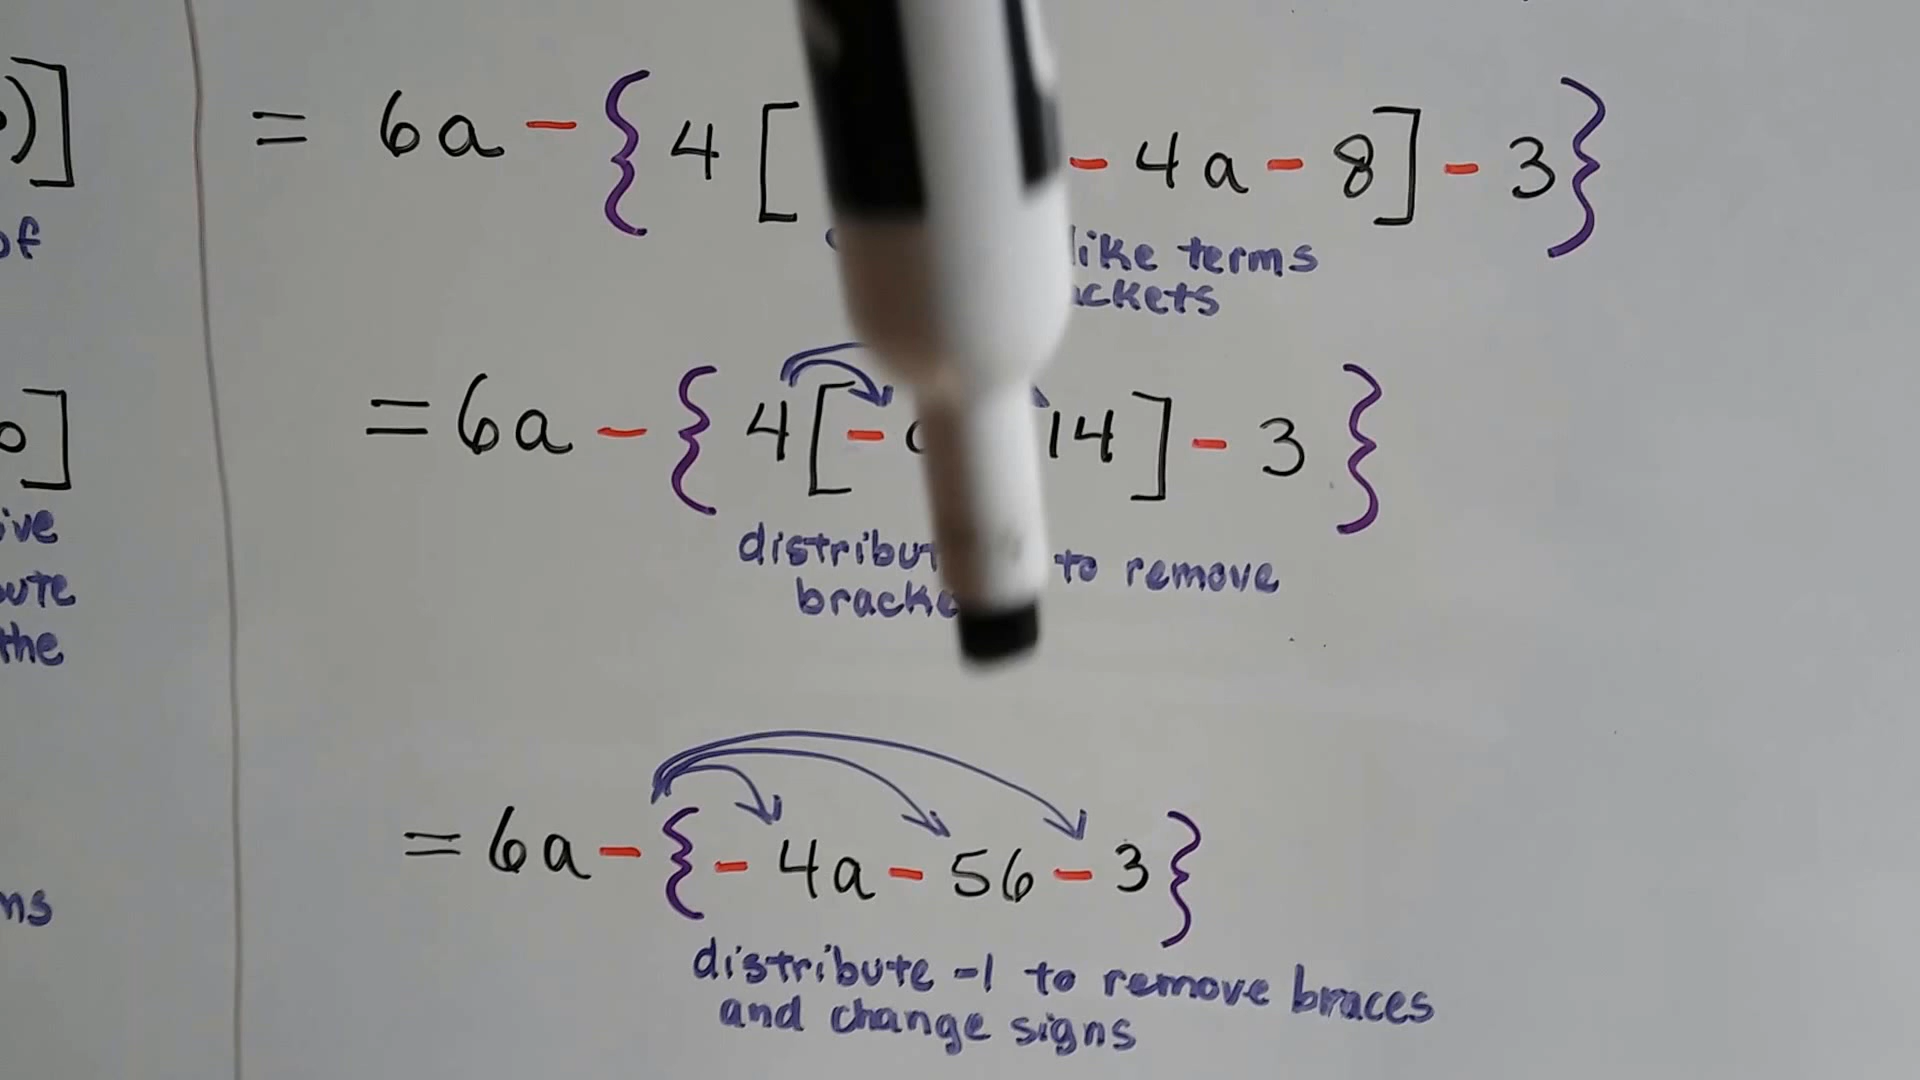 )]
of
o]
ive
ute
the
ns
= 6a - { 4 [ - 4a - 8 ] - 3 }
like terms
ckets
= 6a - { 4 [ - 14 ] - 3 }
distribu to remove
brack
= 6a - { - 4a - 56 - 3 }
distribute -1 to remove braces
and change signs